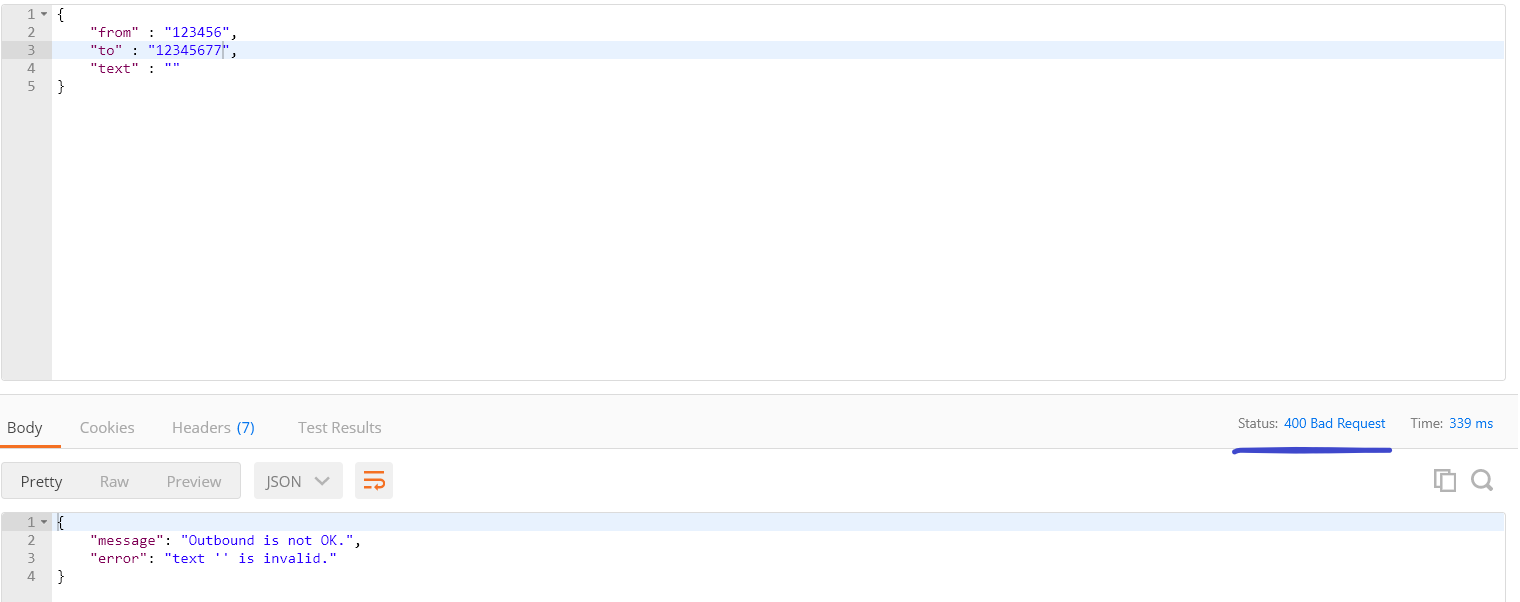 1 {
2 "from" : "123456",
3 "to" : "12345677",
4 "text" : ""
5 }
Body Cookies Headers (7) Test Results Status: 400 Bad Request Time: 339 ms
Pretty Raw Preview JSON
1 {
2 "message": "Outbound is not OK.",
3 "error": "text '' is invalid."
4 }